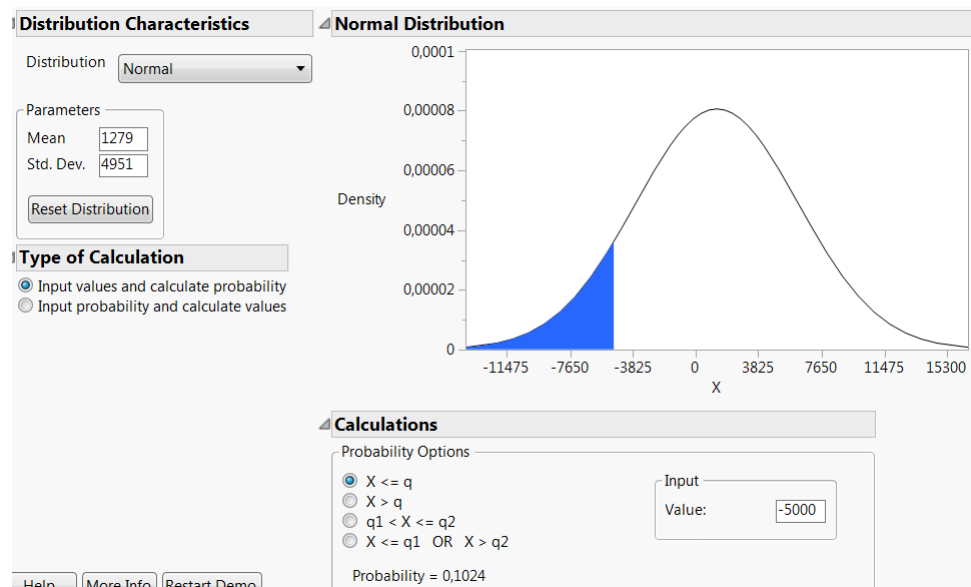 Distribution Characteristics
Distribution
Normal
Parameters
Mean 1279
Std. Dev. 4951
Reset Distribution
Type of Calculation
Input values and calculate probability
Input probability and calculate values
Help More Info Restart Demo
Normal Distribution
0,0001
0,00008
0,00006
Density
0,00004
0,00002
0
-11475 -7650 -3825 0 3825 7650 11475 15300
X
Calculations
Probability Options
X <= q
X > q
q1 < X <= q2
X <= q1 OR X > q2
Input
Value: -5000
Probability = 0,1024